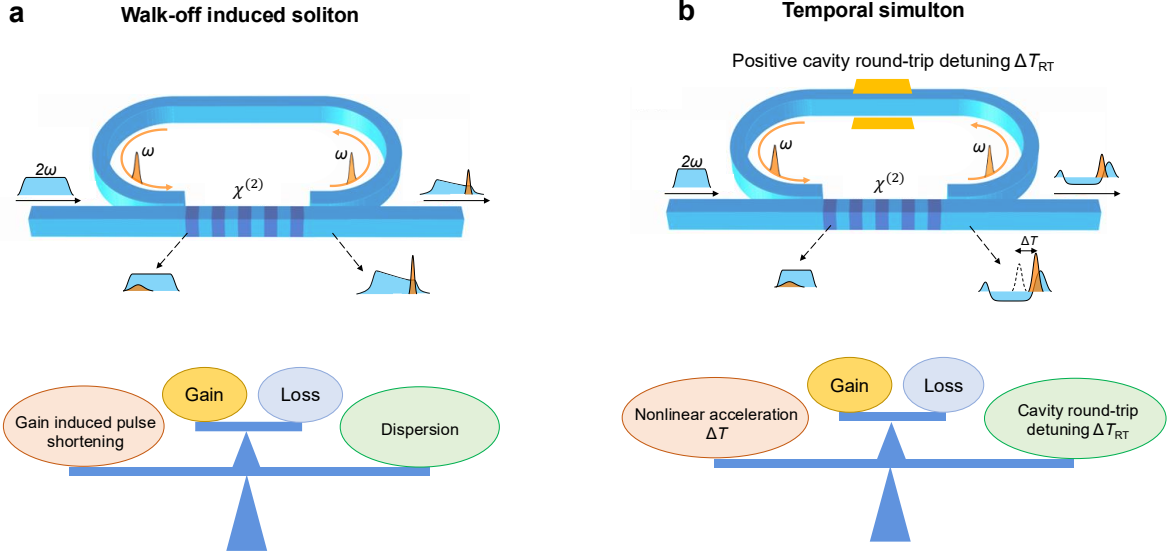 a
Walk-off induced soliton
2ω
ω
ω
χ⁽²⁾
Gain
Loss
Gain induced pulse
shortening
Dispersion
b
Temporal simulton
Positive cavity round-trip detuning ΔT_RT
2ω
ω
ω
χ⁽²⁾
ΔT
Gain
Loss
Nonlinear acceleration
ΔT
Cavity round-trip
detuning ΔT_RT